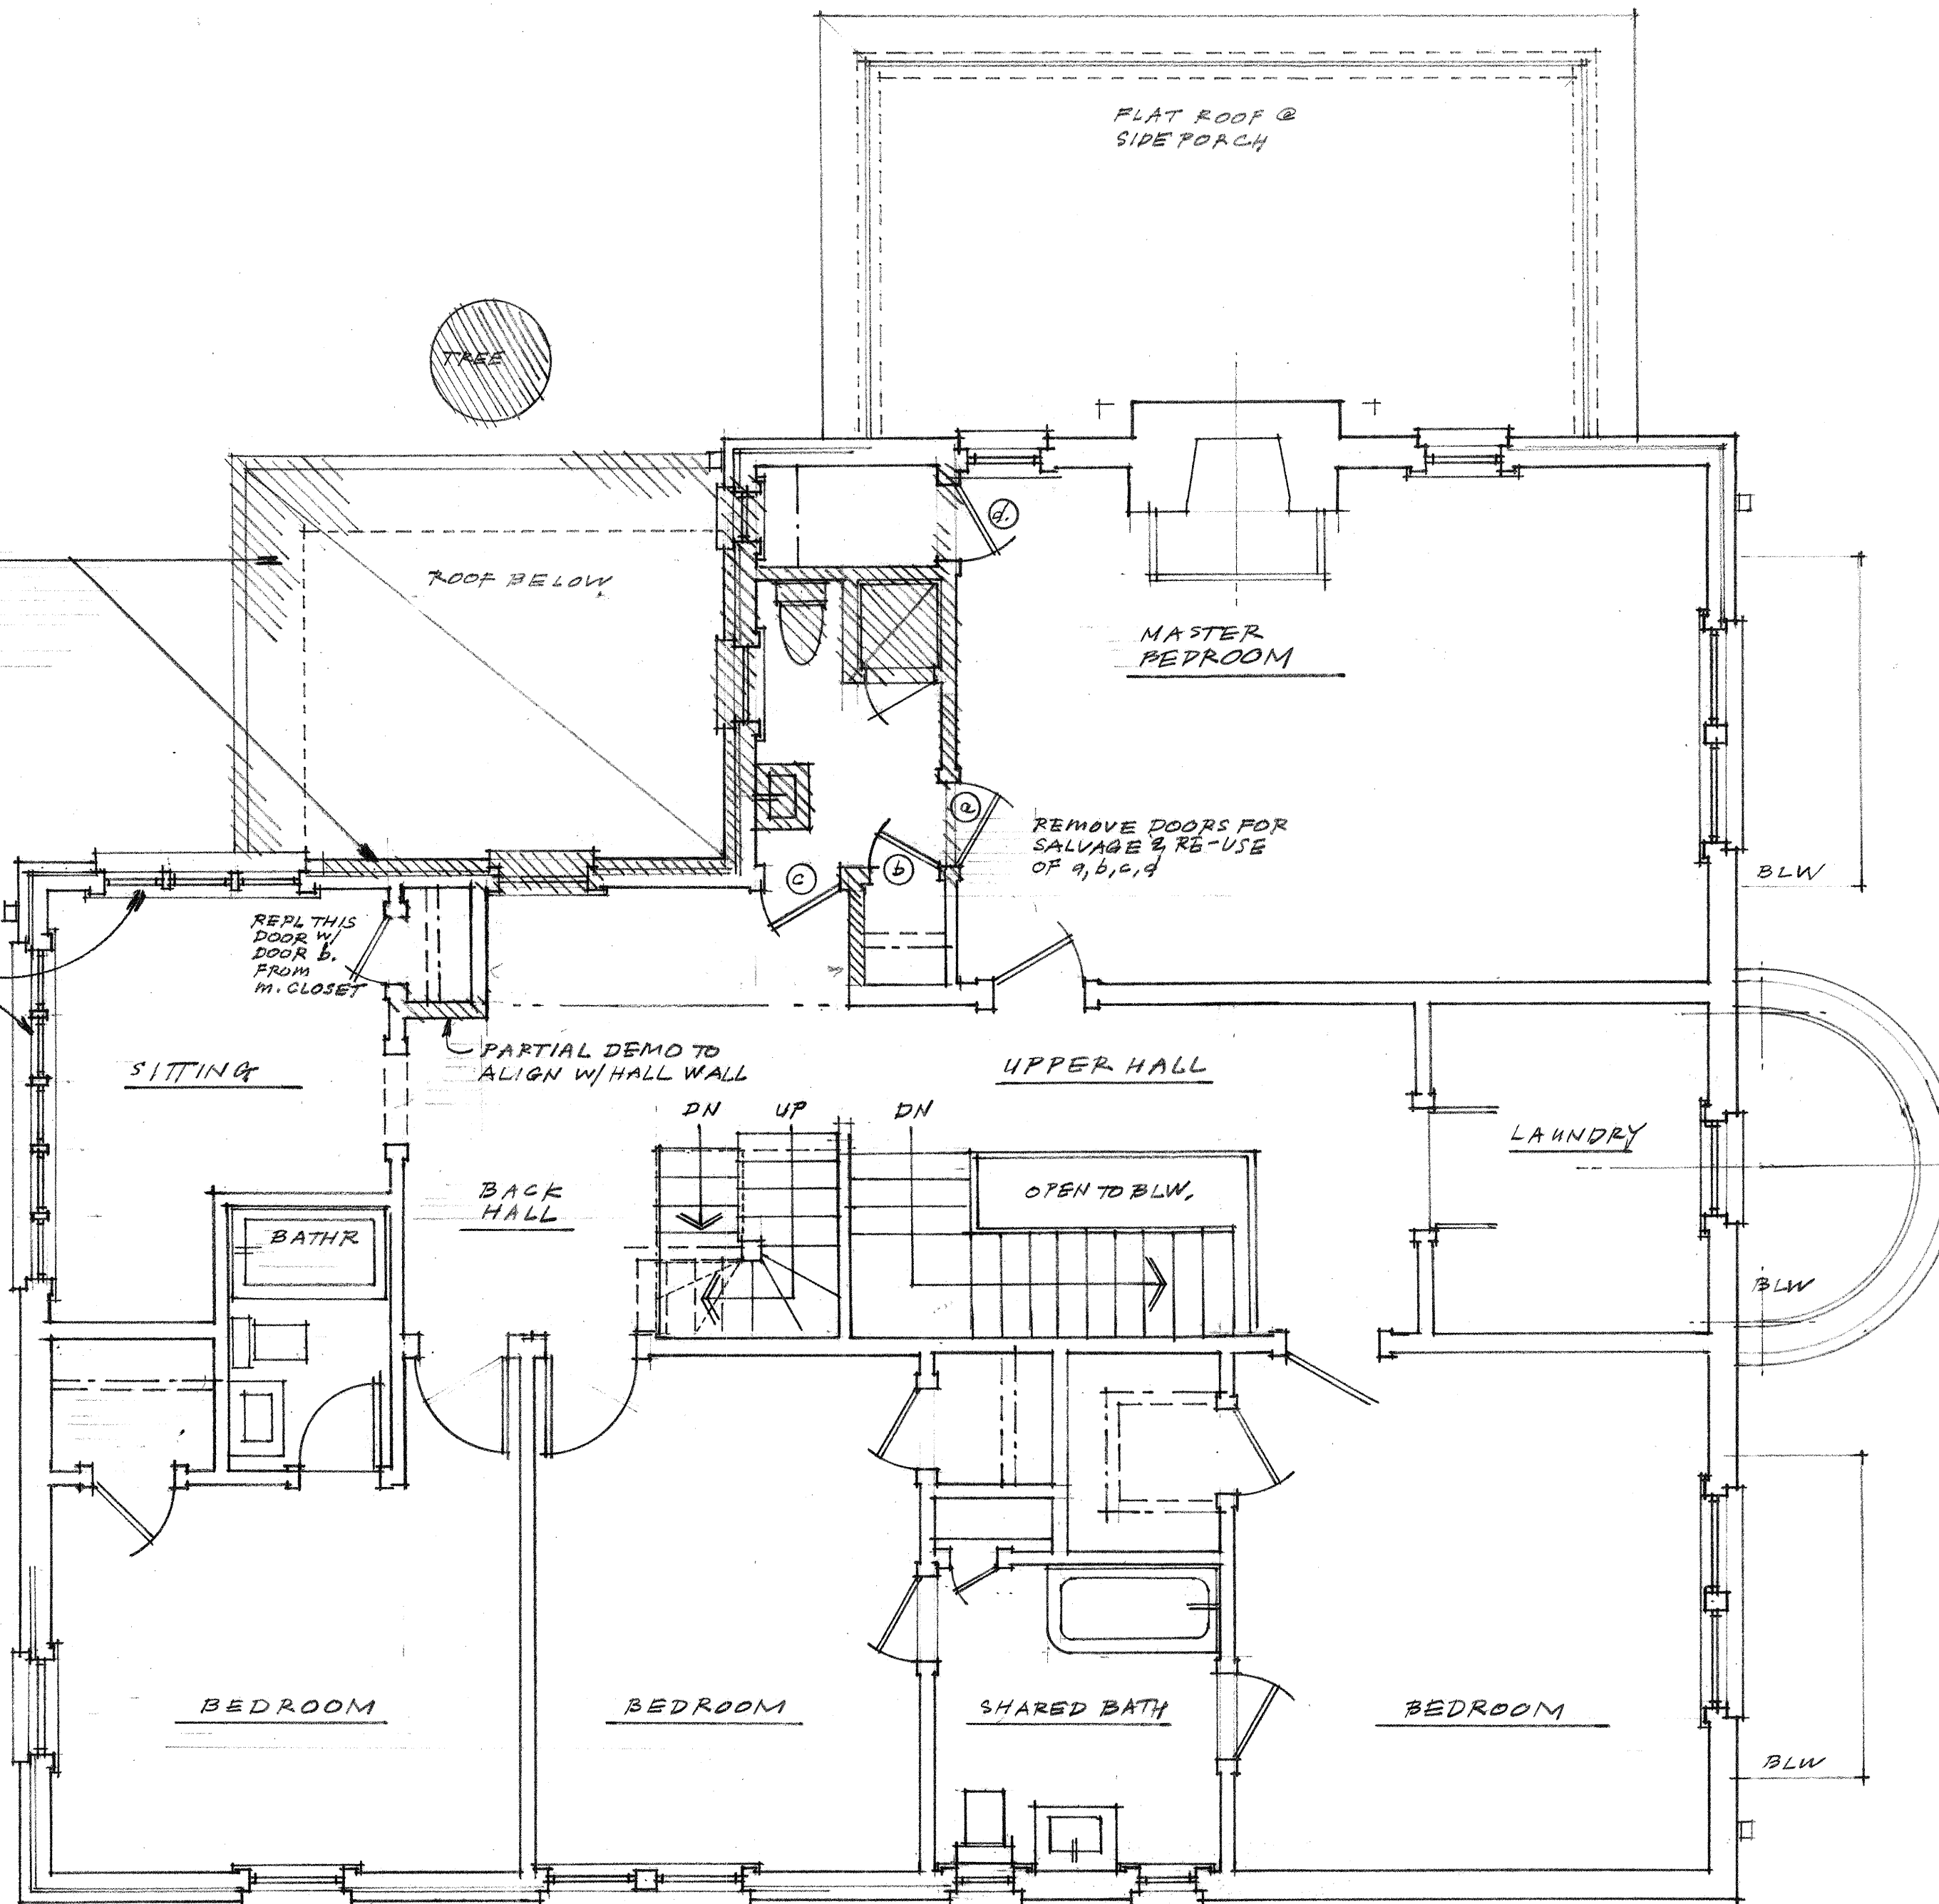 FLAT ROOF @
SIDE PORCH
TREE
ROOF BELOW
d.
MASTER
BEDROOM
a
REMOVE DOORS FOR
SALVAGE & RE-USE
OF a, b, c, d
b
c
BLW
REPL THIS
DOOR W/
DOOR b.
FROM
M. CLOSET
SITTING
PARTIAL DEMO TO
ALIGN W/ HALL WALL
UPPER HALL
DN
UP
DN
LAUNDRY
BACK
HALL
OPEN TO BLW.
BATHR
BLW
BEDROOM
BEDROOM
SHARED BATH
BEDROOM
BLW